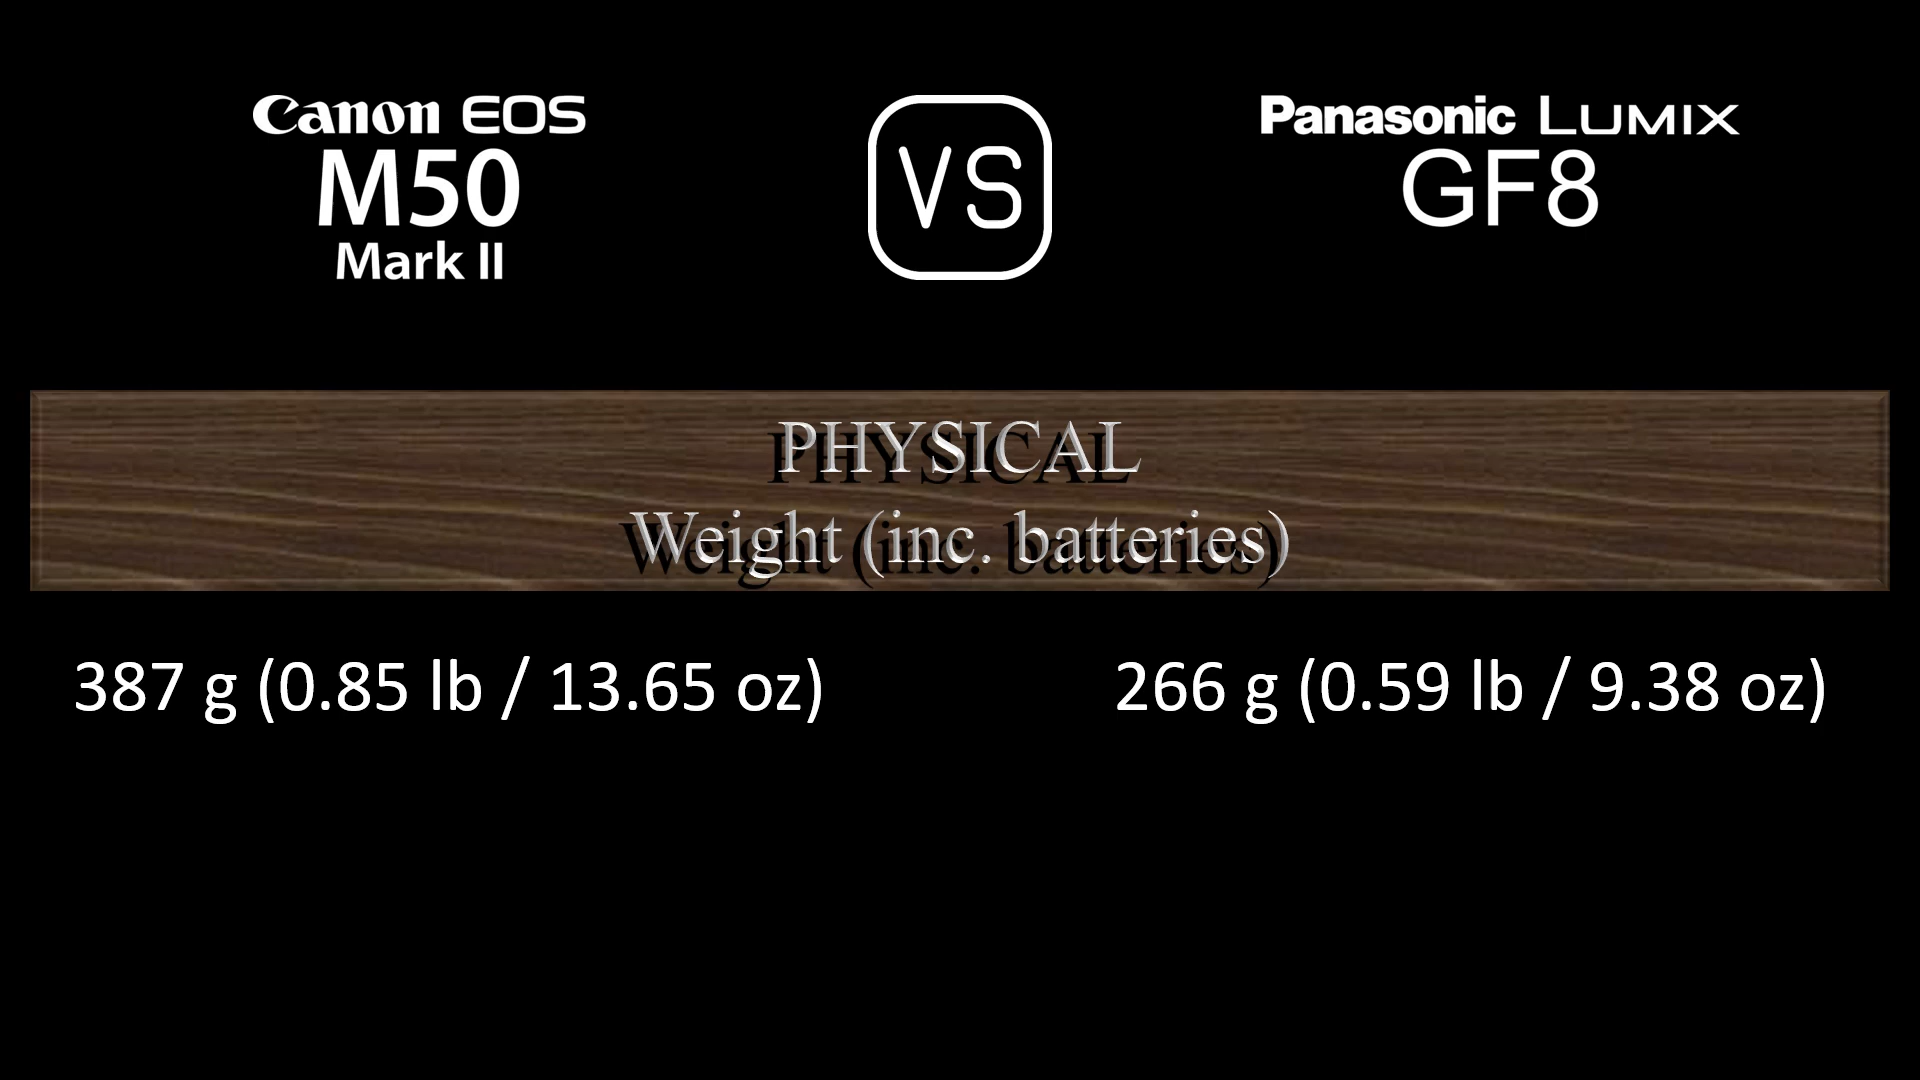 Canon EOS
M50
Mark II
VS
Panasonic LUMIX
GF8
PHYSICAL
Weight (inc. batteries)
387 g (0.85 lb / 13.65 oz)
266 g (0.59 lb / 9.38 oz)